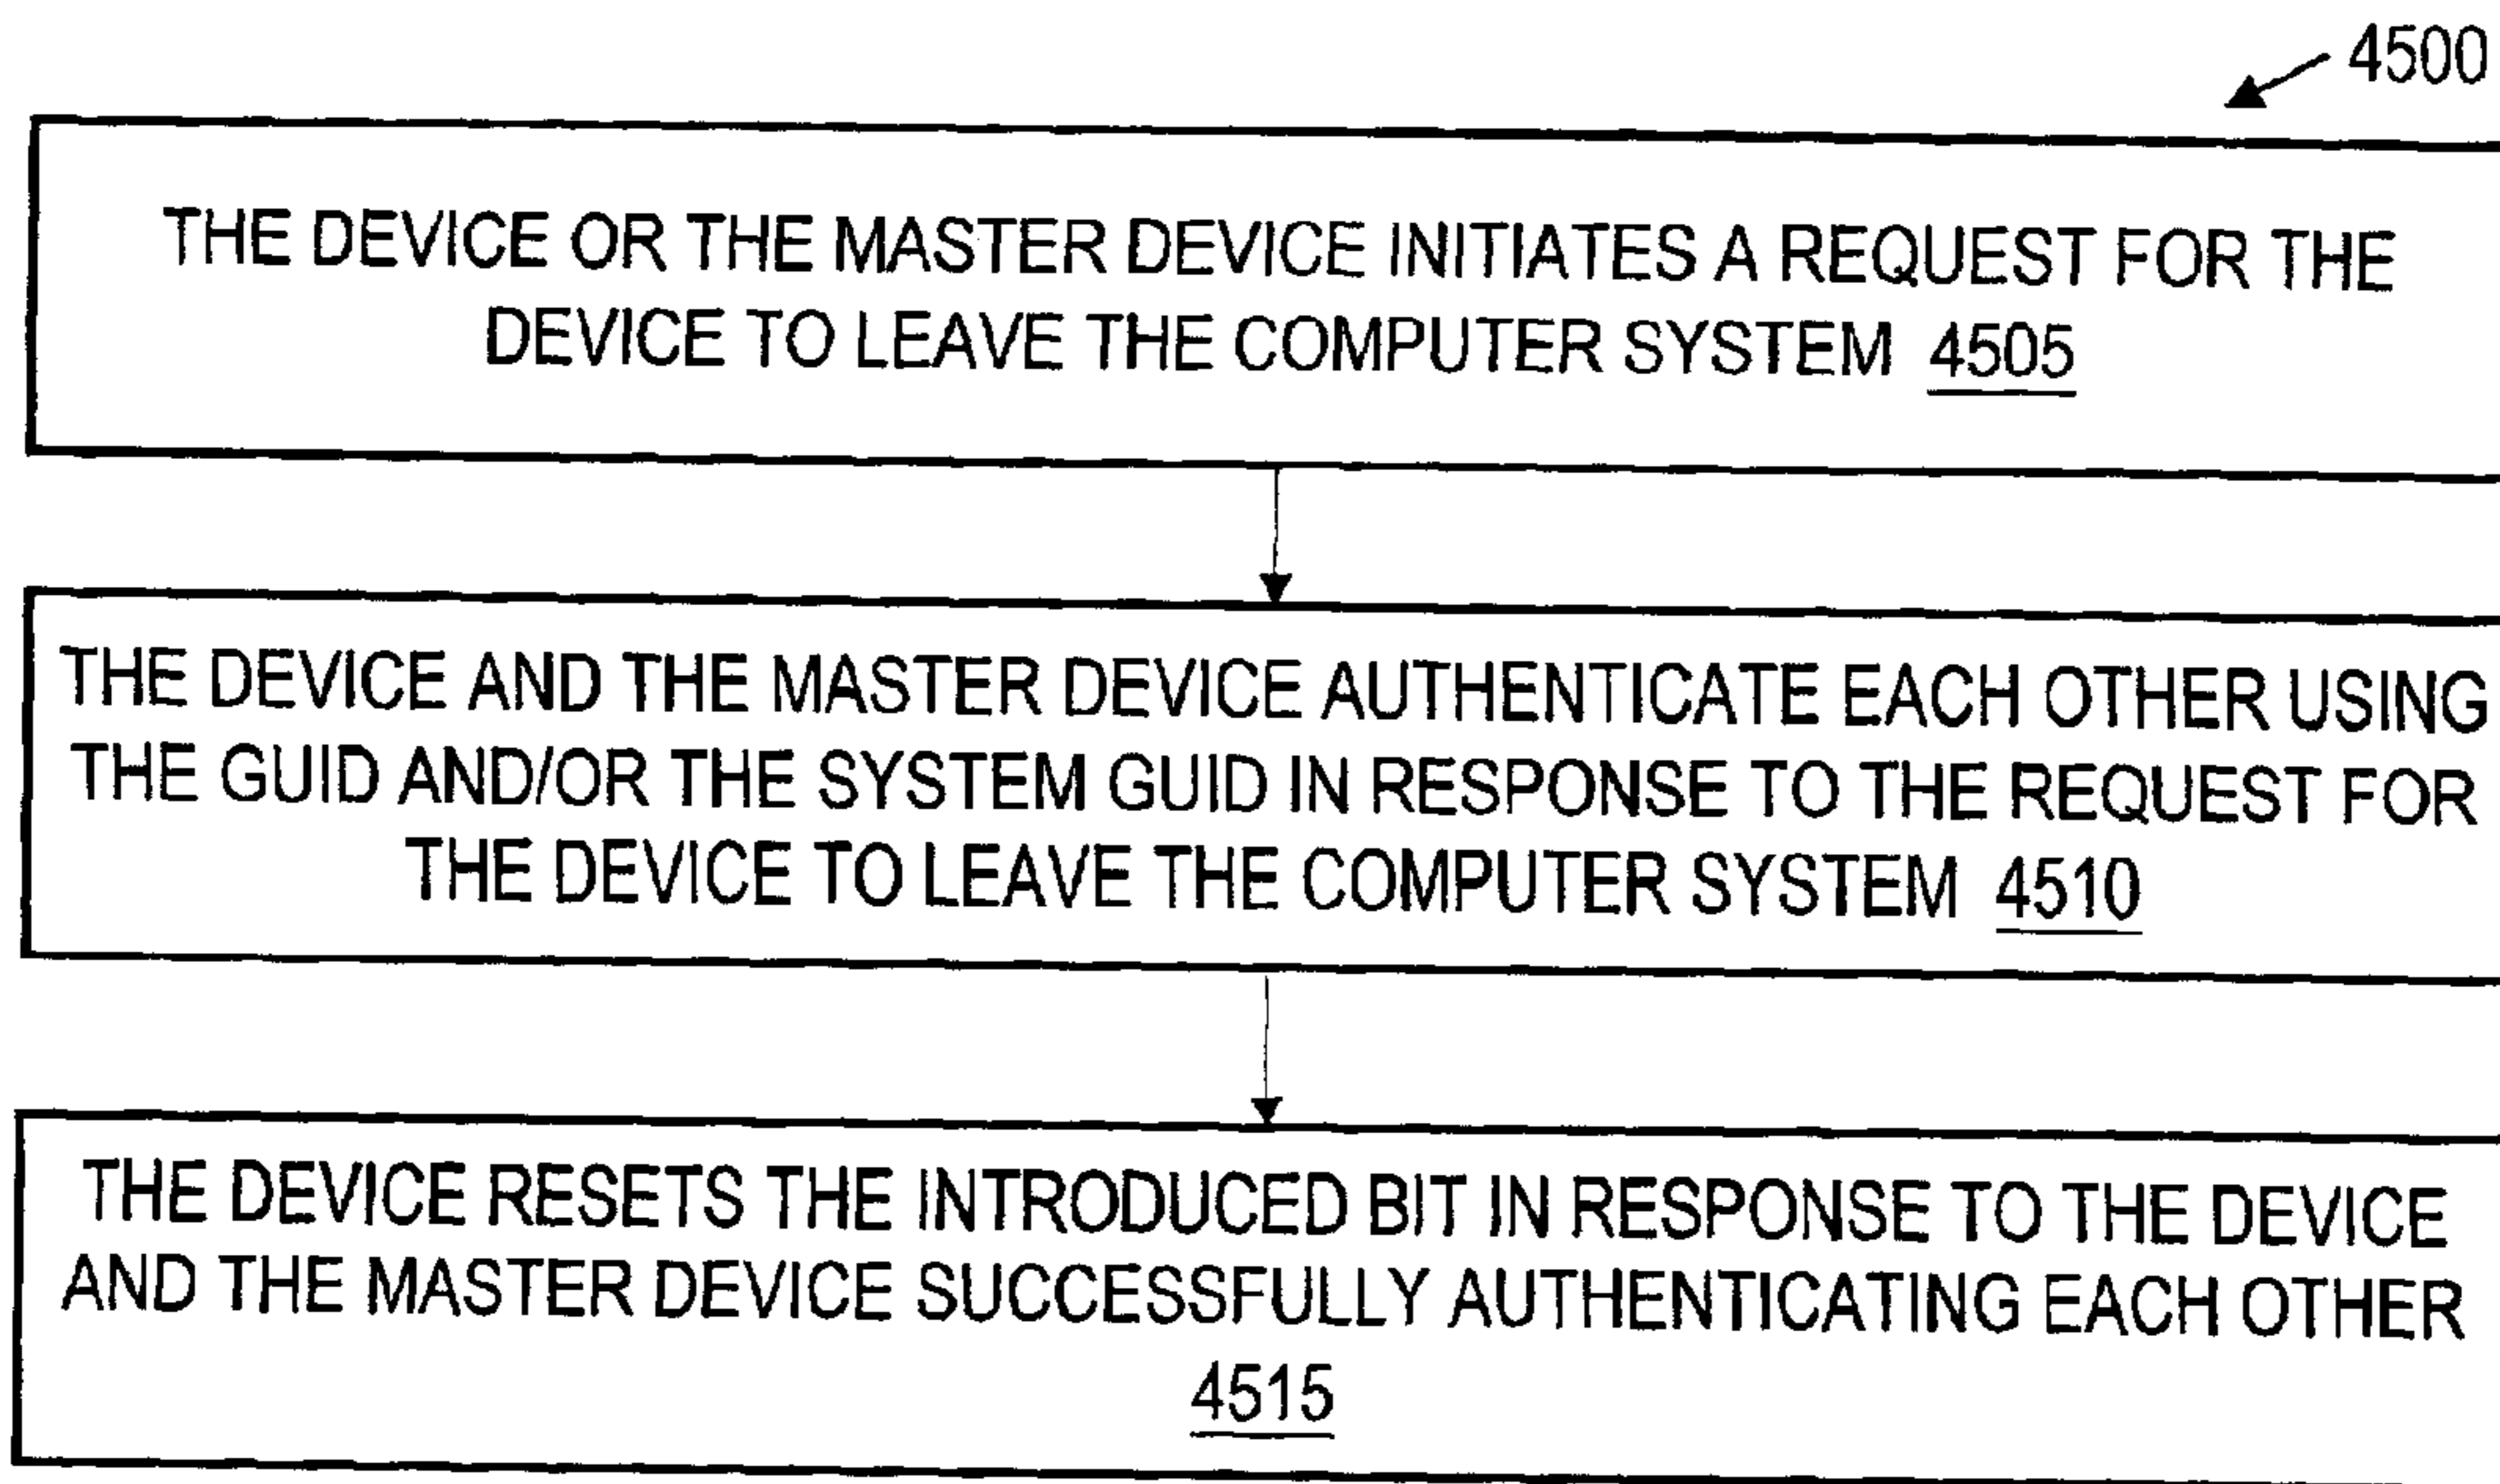 4500
THE DEVICE OR THE MASTER DEVICE INITIATES A REQUEST FOR THE
DEVICE TO LEAVE THE COMPUTER SYSTEM 4505
THE DEVICE AND THE MASTER DEVICE AUTHENTICATE EACH OTHER USING
THE GUID AND/OR THE SYSTEM GUID IN RESPONSE TO THE REQUEST FOR
THE DEVICE TO LEAVE THE COMPUTER SYSTEM 4510
THE DEVICE RESETS THE INTRODUCED BIT IN RESPONSE TO THE DEVICE
AND THE MASTER DEVICE SUCCESSFULLY AUTHENTICATING EACH OTHER
4515